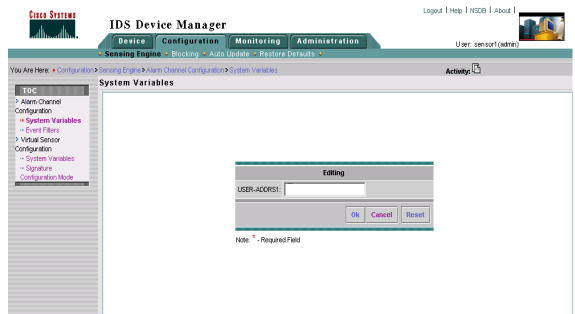 CISCO SYSTEMS
IDS Device Manager
Logout | Help | NSDB | About |
Device Configuration Monitoring Administration
User: sensor1 (admin)
Sensing Engine Blocking Auto Update Restore Defaults
You Are Here: Configuration Sensing Engine Alarm Channel Configuration System Variables
Activity:
TOC
System Variables
Alarm Channel
Configuration
System Variables
Event Filters
Virtual Sensor
Configuration
System Variables
Signature
Configuration Mode
Editing
USER-ADDRS1:
Ok Cancel Reset
Note: * - Required Field